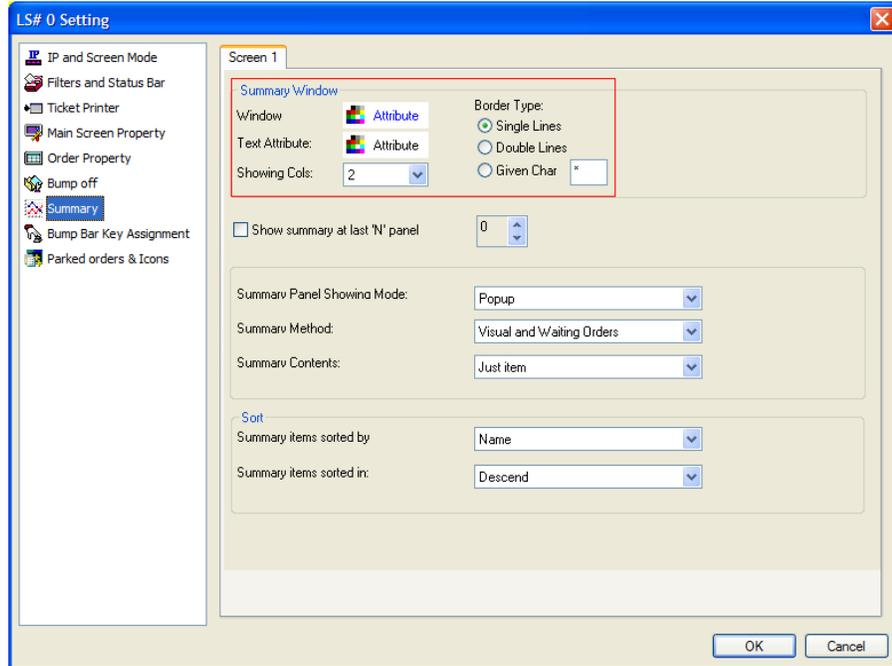 LS# 0 Setting
IP and Screen Mode
Filters and Status Bar
Ticket Printer
Main Screen Property
Order Property
Bump off
Summary
Bump Bar Key Assignment
Parked orders & Icons
Screen 1
Summary Window
Window Attribute
Text Attribute: Attribute
Showing Cols: 2
Border Type:
Single Lines
Double Lines
Given Char *
Show summary at last 'N' panel 0
Summary Panel Showing Mode: Popup
Summary Method: Visual and Waiting Orders
Summary Contents: Just item
Sort
Summary items sorted by Name
Summary items sorted in: Descend
OK Cancel